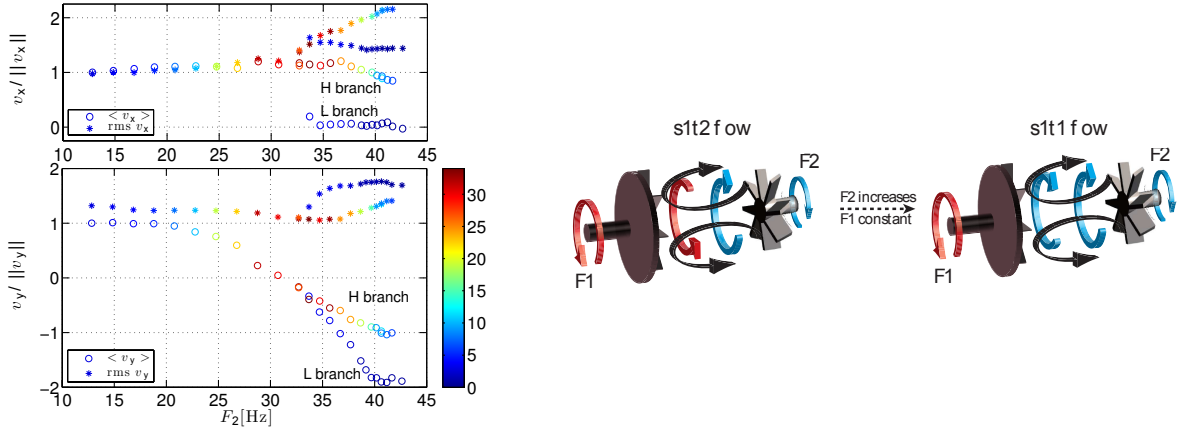 2
1
0
v_x / ||v_x||
H branch
L branch
< v_x >
rms v_x
10 15 20 25 30 35 40 45
2
1
0
−1
−2
v_y / ||v_y||
H branch
L branch
< v_y >
rms v_y
10 15 20 25 30 35 40 45
F_2[Hz]
30
25
20
15
10
5
0
s1t2 f ow
F1
F2
F2 increases
F1 constant
s1t1 f ow
F1
F2